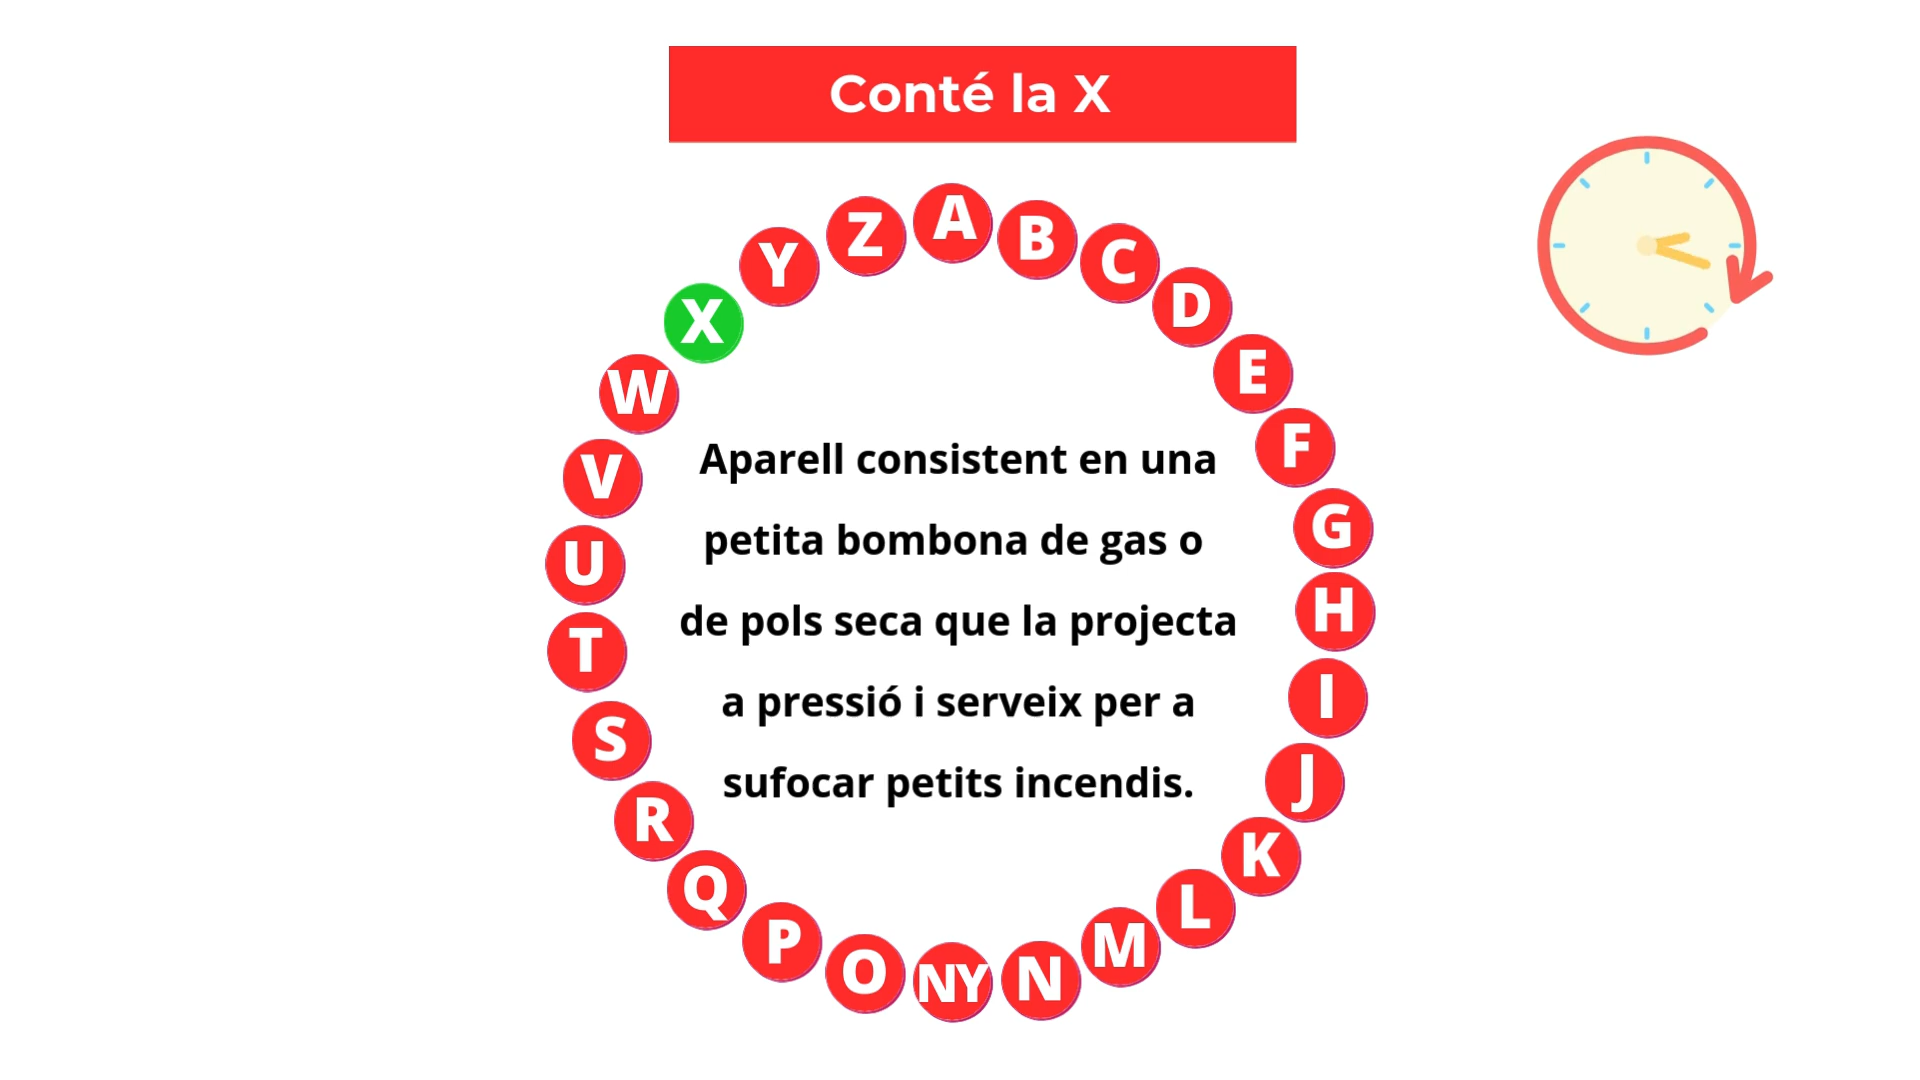 Conté la X
A
B
C
D
E
F
G
H
I
J
K
L
M
N
NY
O
P
Q
R
S
T
U
V
W
X
Y
Z
Aparell consistent en una
petita bombona de gas o
de pols seca que la projecta
a pressió i serveix per a
sufocar petits incendis.